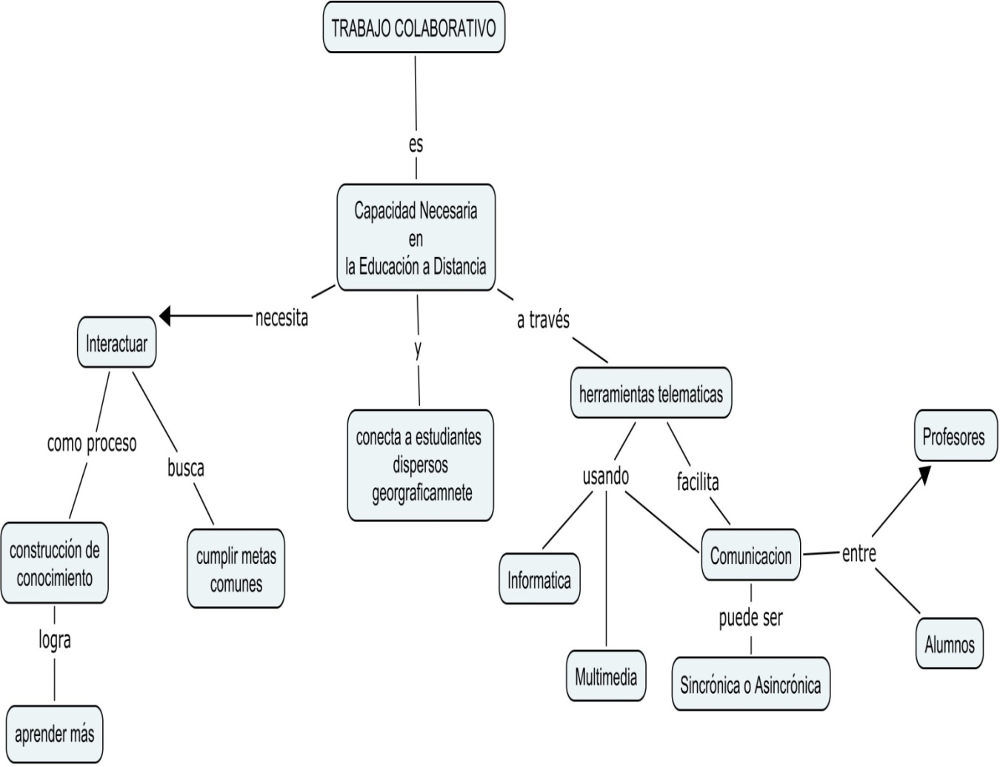 TRABAJO COLABORATIVO
es
Capacidad Necesaria
en
la Educación a Distancia
necesita
y
a través
Interactuar
como proceso
busca
construcción de
conocimiento
cumplir metas
comunes
logra
aprender más
conecta a estudiantes
dispersos
georgraficamnete
herramientas telematicas
usando
facilita
Informatica
Multimedia
Comunicacion
puede ser
Sincrónica o Asincrónica
entre
Profesores
Alumnos